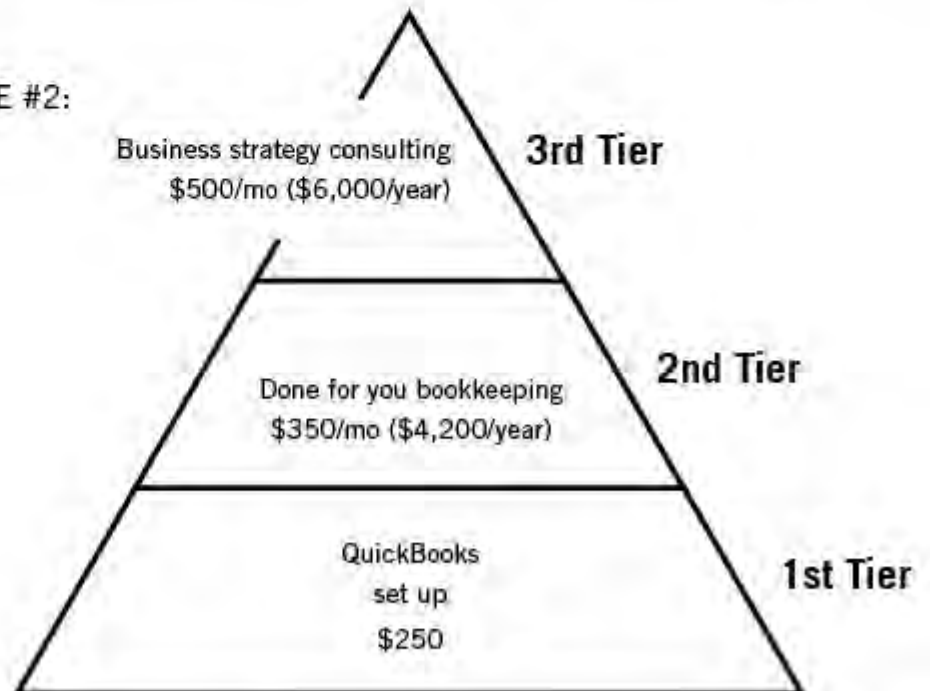 E #2:
Business strategy consulting
$500/mo ($6,000/year)
3rd Tier
Done for you bookkeeping
$350/mo ($4,200/year)
2nd Tier
QuickBooks
set up
$250
1st Tier